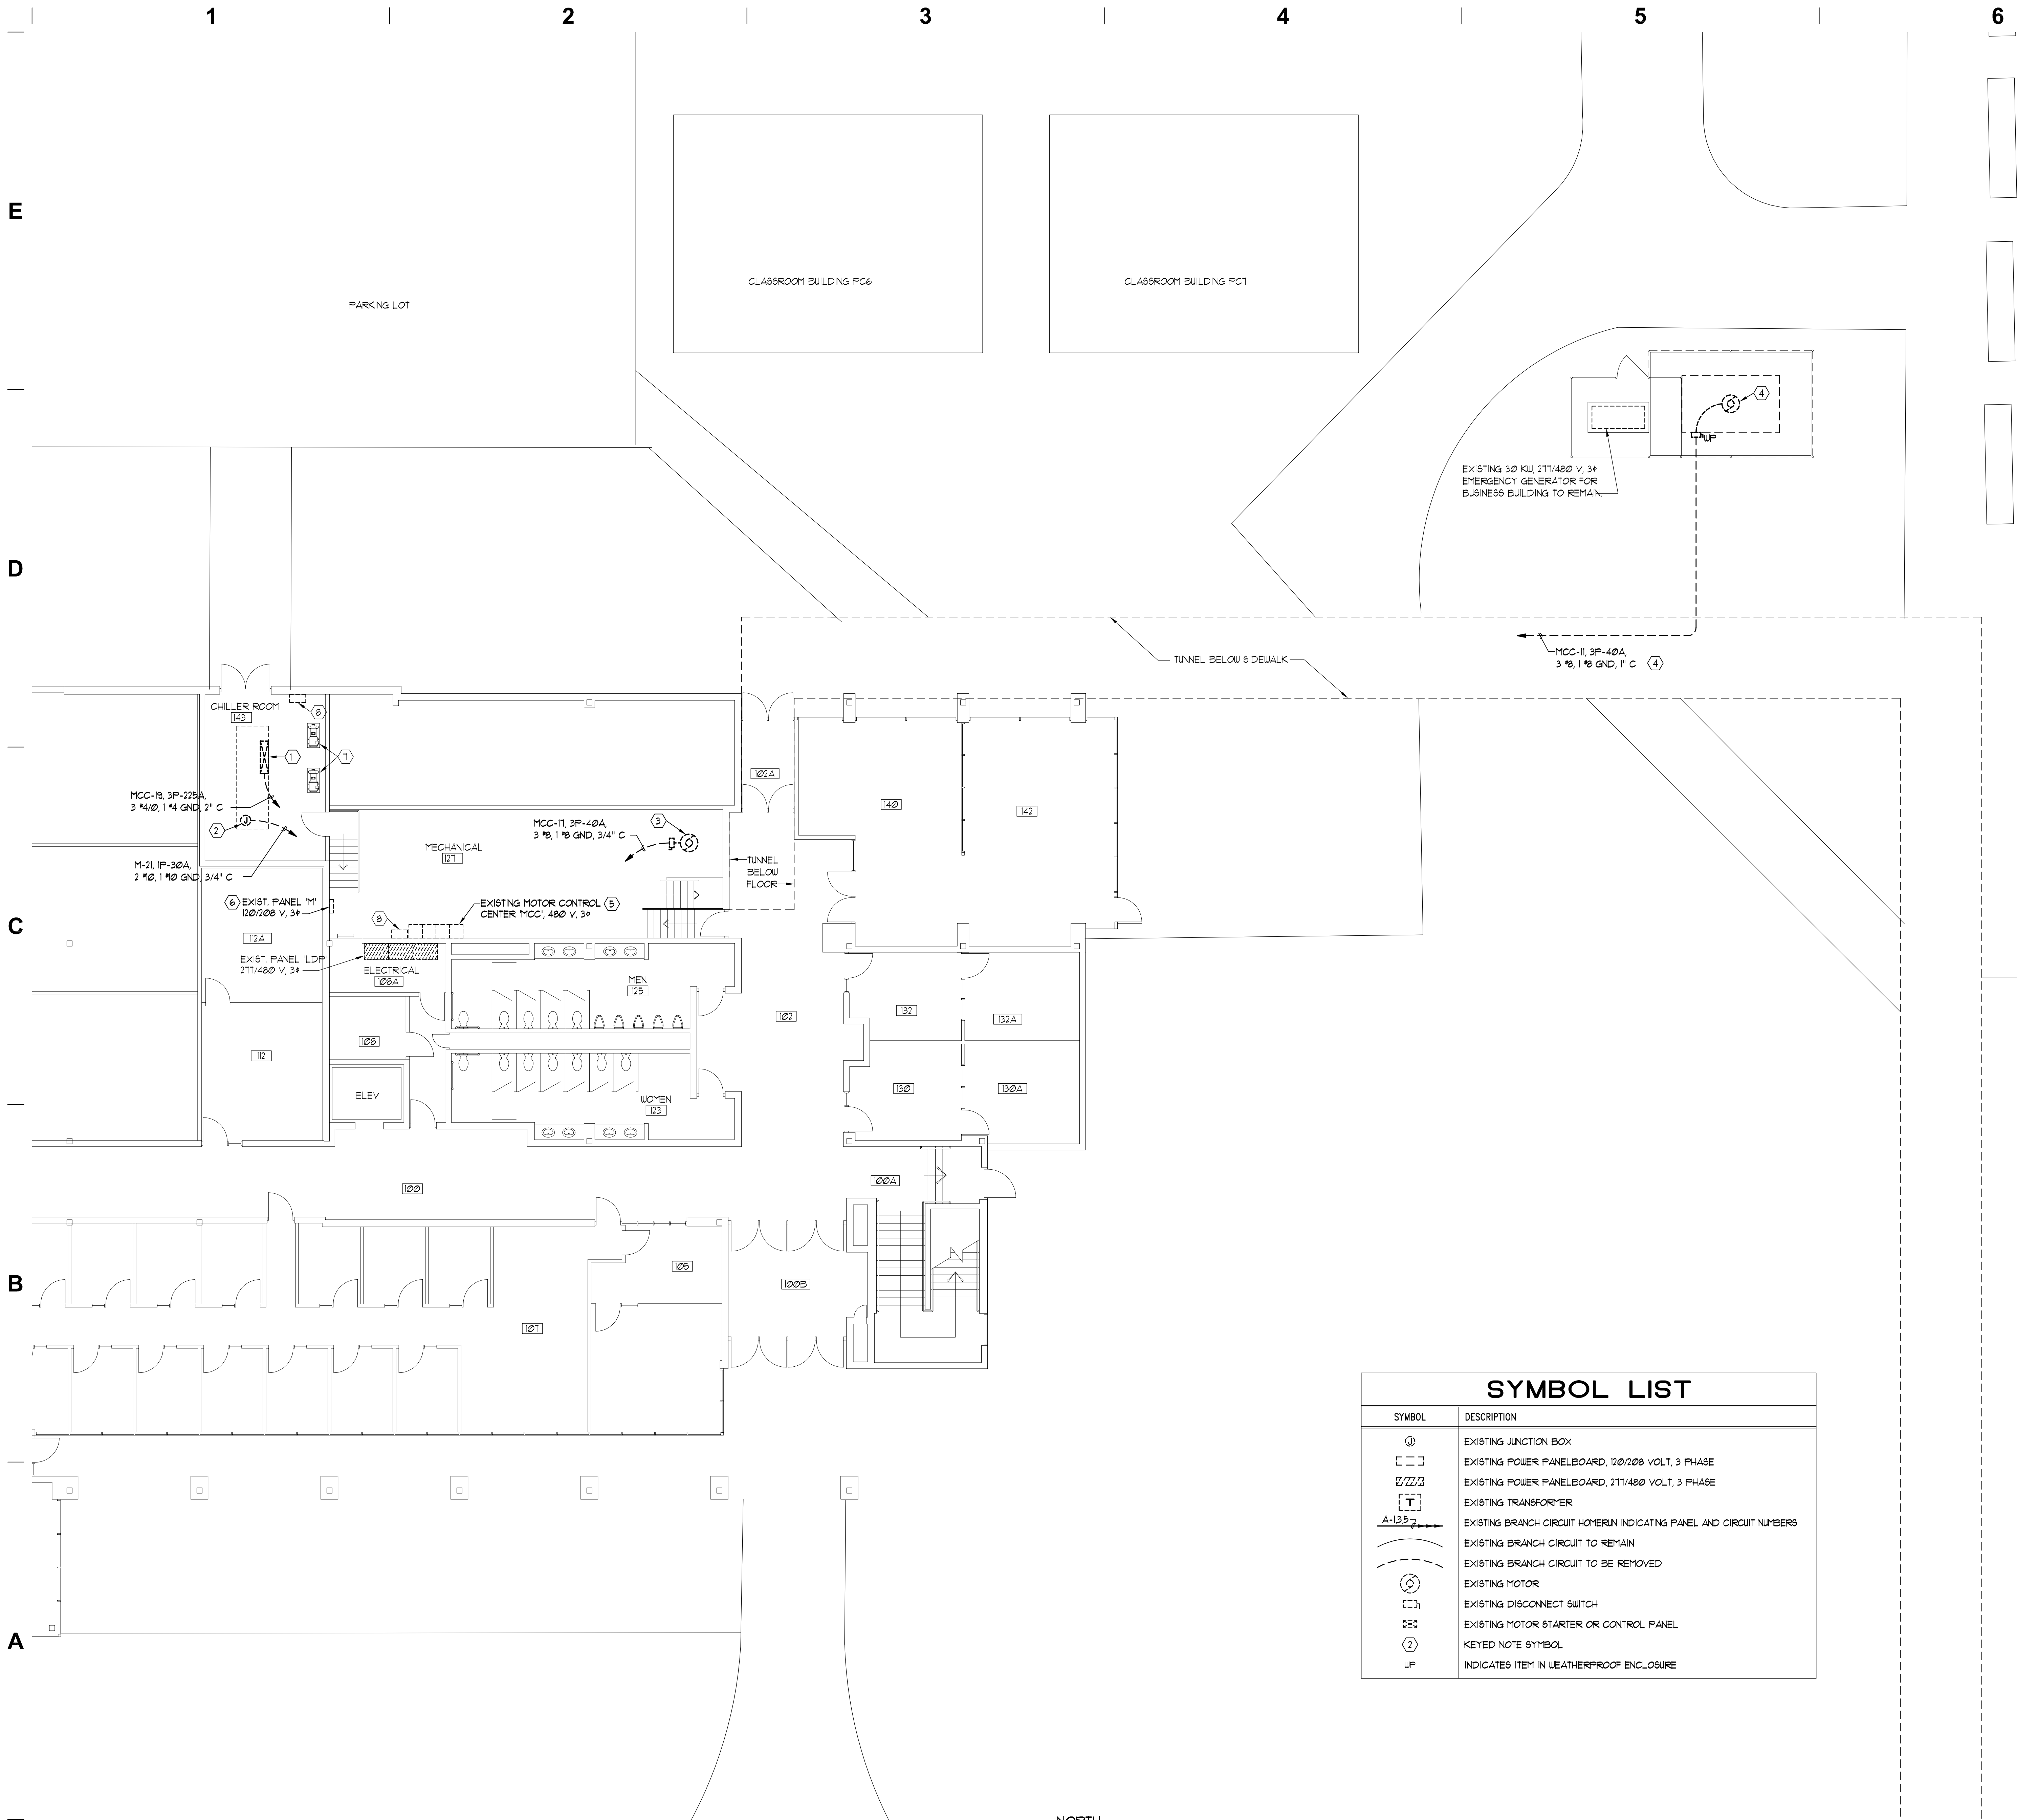 1 2 3 4 5 6
E
PARKING LOT
CLASSROOM BUILDING PC6
CLASSROOM BUILDING PC7
4
WP
EXISTING 30 KW, 277/480 V, 3ϕ
EMERGENCY GENERATOR FOR
BUSINESS BUILDING TO REMAIN.
D
MCC-11, 3P-40A,
3 #8, 1 #8 GND, 1" C
4
TUNNEL BELOW SIDEWALK
CHILLER ROOM
143
8
1
7
MCC-19, 3P-225A,
3 #4/0, 1 #4 GND, 2" C
J
2
M-21, 1P-30A,
2 #10, 1 #10 GND, 3/4" C
MCC-17, 3P-40A,
3 #8, 1 #8 GND, 3/4" C
3
MECHANICAL
127
102A
TUNNEL
BELOW
FLOOR
140
142
C
6
EXIST. PANEL 'M'
120/208 V, 3ϕ
8
EXISTING MOTOR CONTROL
CENTER 'MCC', 480 V, 3ϕ
5
112A
EXIST. PANEL 'LDP'
277/480 V, 3ϕ
ELECTRICAL
108A
MEN
125
102
132
132A
108
112
ELEV
WOMEN
123
130
130A
100
100A
B
105
100B
107
A
SYMBOL LIST
SYMBOL DESCRIPTION
J EXISTING JUNCTION BOX
EXISTING POWER PANELBOARD, 120/208 VOLT, 3 PHASE
EXISTING POWER PANELBOARD, 277/480 VOLT, 3 PHASE
T EXISTING TRANSFORMER
A-1,3,5 EXISTING BRANCH CIRCUIT HOMERUN INDICATING PANEL AND CIRCUIT NUMBERS
EXISTING BRANCH CIRCUIT TO REMAIN
EXISTING BRANCH CIRCUIT TO BE REMOVED
EXISTING MOTOR
EXISTING DISCONNECT SWITCH
EXISTING MOTOR STARTER OR CONTROL PANEL
2 KEYED NOTE SYMBOL
WP INDICATES ITEM IN WEATHERPROOF ENCLOSURE
NORTH